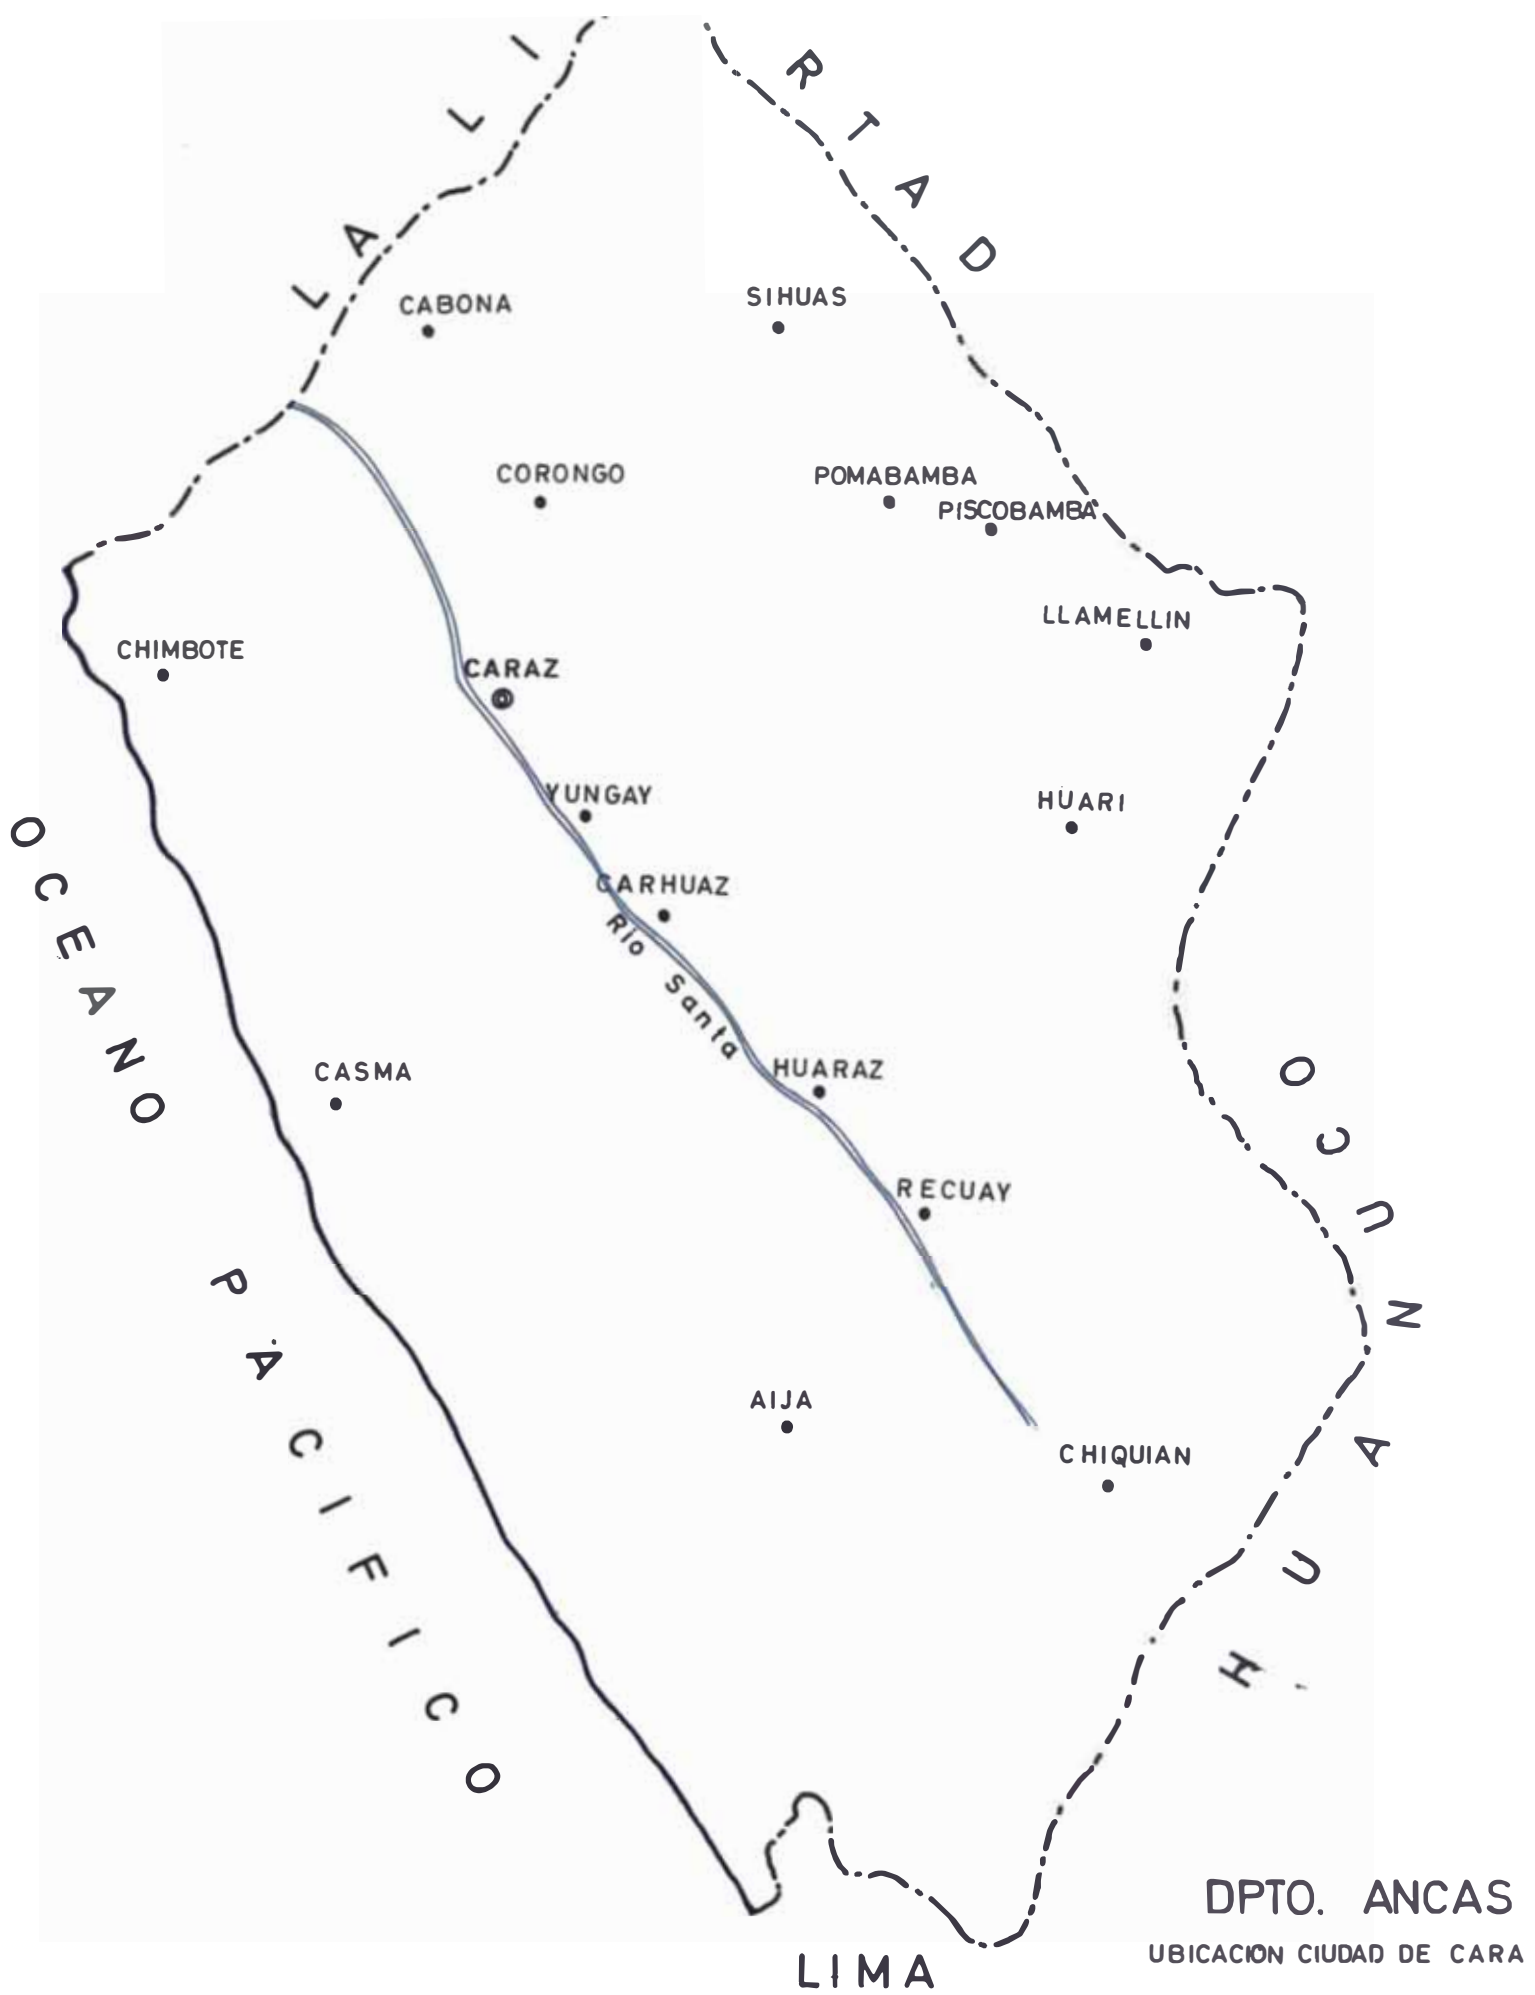 LA LI
RTAD
CABONA
SIHUAS
CORONGO
POMABAMBA
PISCOBAMBA
LLAMELLIN
CHIMBOTE
CARAZ
YUNGAY
HUARI
CARHUAZ
Río Santa
OCEANO PACIFICO
CASMA
HUARAZ
HUANUCO
RECUAY
AIJA
CHIQUIAN
DPTO. ANCAS
UBICACION CIUDAD DE CARA
LIMA